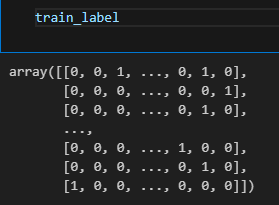 train_label
array([[0, 0, 1, ..., 0, 1, 0],
[0, 0, 0, ..., 0, 0, 1],
[0, 0, 0, ..., 0, 1, 0],
...,
[0, 0, 0, ..., 1, 0, 0],
[0, 0, 0, ..., 0, 1, 0],
[1, 0, 0, ..., 0, 0, 0]])